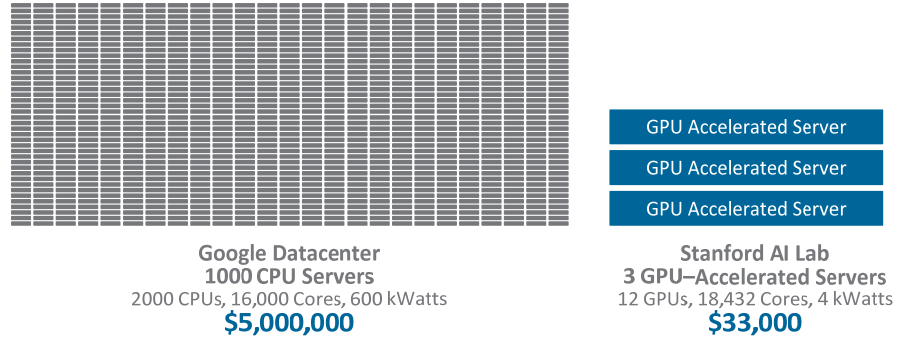 GPU Accelerated Server
GPU Accelerated Server
GPU Accelerated Server
Google Datacenter
1000 CPU Servers
2000 CPUs, 16,000 Cores, 600 kWatts
$5,000,000
Stanford AI Lab
3 GPU–Accelerated Servers
12 GPUs, 18,432 Cores, 4 kWatts
$33,000